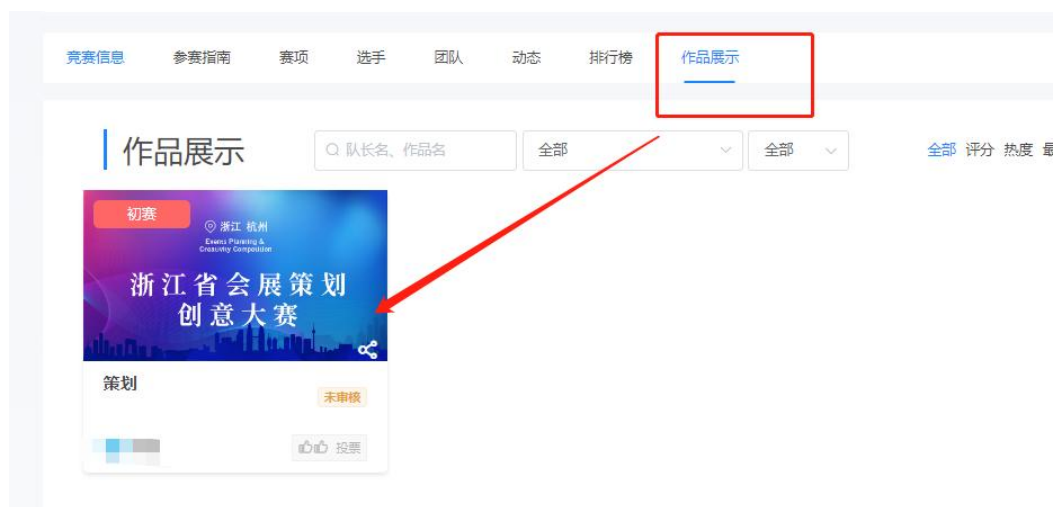 竞赛信息 参赛指南 赛项 选手 团队 动态 排行榜 作品展示
作品展示 队长名、作品名 全部 全部 全部 评分 热度
初赛
浙江 杭州
Events Planning &
Creativity Competition
浙江省会展策划
创意大赛
策划
未审核
投票